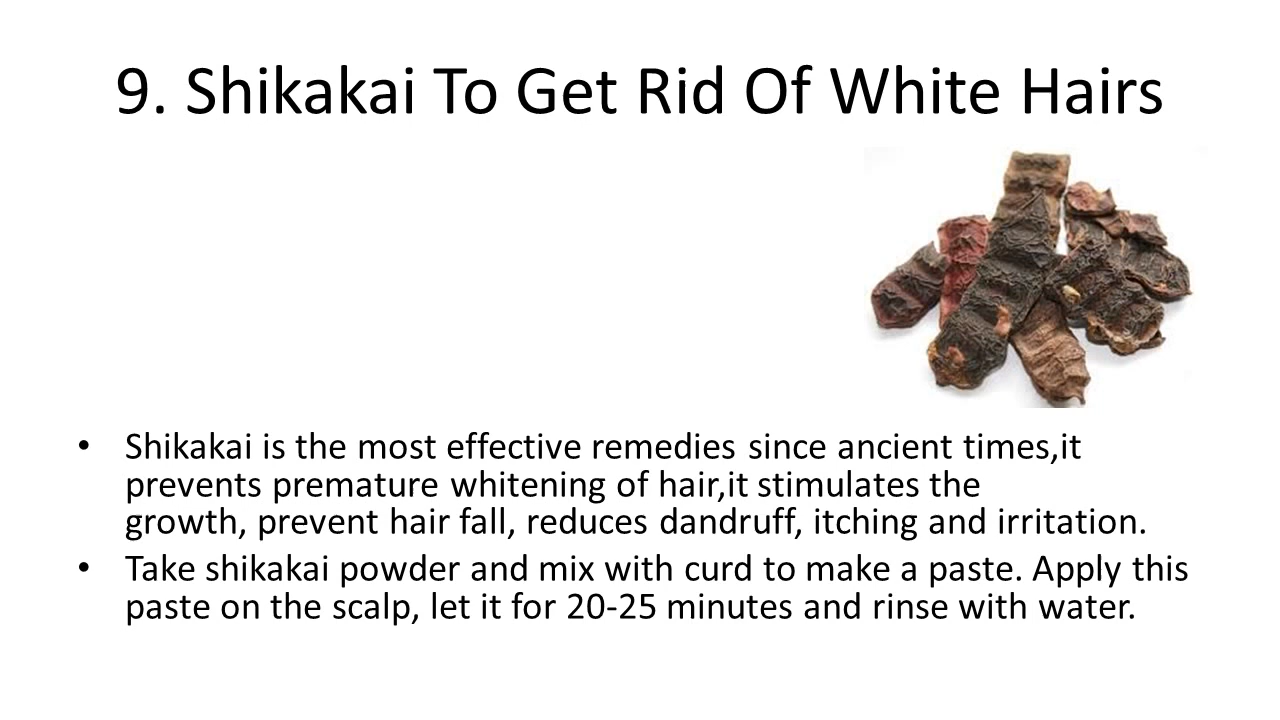 9. Shikakai To Get Rid Of White Hairs
• Shikakai is the most effective remedies since ancient times,it
prevents premature whitening of hair,it stimulates the
growth, prevent hair fall, reduces dandruff, itching and irritation.
• Take shikakai powder and mix with curd to make a paste. Apply this
paste on the scalp, let it for 20-25 minutes and rinse with water.